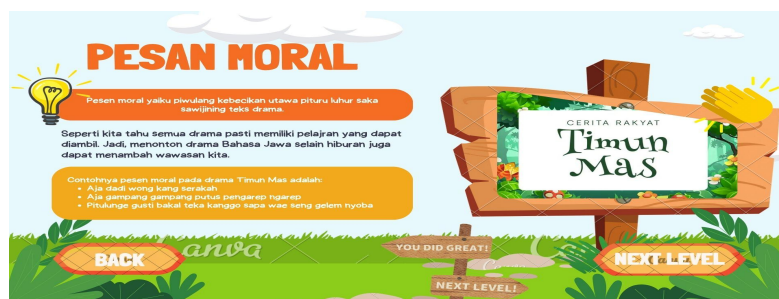 PESAN MORAL
Pesen moral yaiku piwulang kebecikan utawa pituru luhur saka
sawijining teks drama.
Seperti kita tahu semua drama pasti memiliki pelajran yang dapat
diambil. Jadi, menonton drama Bahasa Jawa selain hiburan juga
dapat menambah wawasan kita.
Contohnya pesen moral pada drama Timun Mas adalah:
• Aja dadi wong kang serakah
• Aja gampang gampang putus pengarep ngarep
• Pitulunge gusti bakal teka kanggo sapa wae seng gelem nyoba
CERITA RAKYAT
Timun
Mas
BACK
anva
YOU DID GREAT!
NEXT LEVEL!
NEXT LEVEL